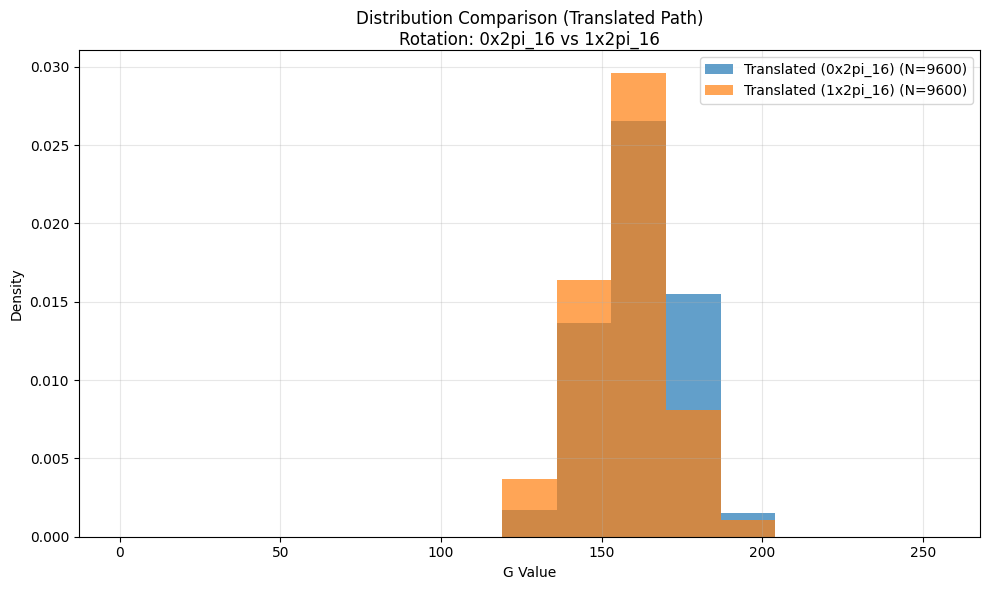 Distribution Comparison (Translated Path)
Rotation: 0x2pi_16 vs 1x2pi_16
Translated (0x2pi_16) (N=9600)
Translated (1x2pi_16) (N=9600)
0.030
0.025
0.020
0.015
0.010
0.005
0.000
Density
0 50 100 150 200 250
G Value